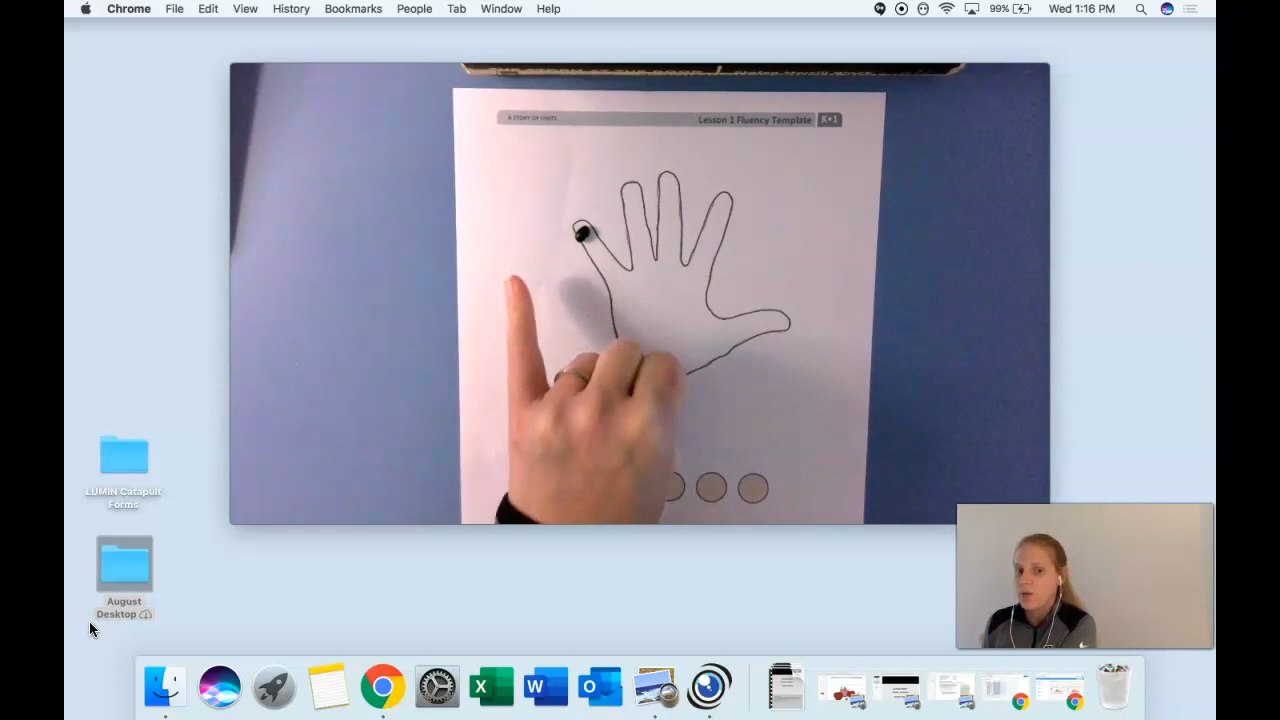 Chrome File Edit View History Bookmarks People Tab Window Help 99% Wed 1:16 PM
A STORY OF UNITS Lesson 1 Fluency Template K•1
LUMIN Catapult
Forms
August
Desktop